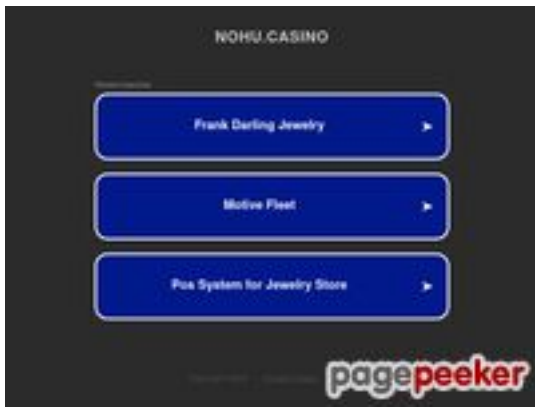 NOHU.CASINO
Frank Darling Jewelry
➤
Motive Fleet
➤
Pos System for Jewelry Store
➤
pagepeeker